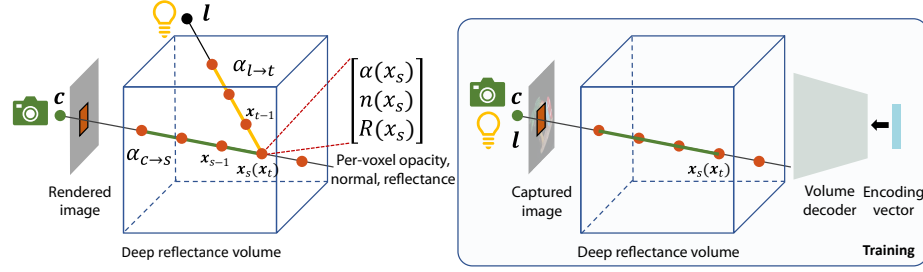 l
α_{l→t}
c
x_{t−1}
α_{c→s}
x_{s−1}
x_s(x_t)
[α(x_s)
n(x_s)
R(x_s)]
Per-voxel opacity,
normal, reflectance
Rendered
image
Deep reflectance volume
c
l
x_s(x_t)
Captured
image
Volume
decoder
Encoding
vector
Deep reflectance volume
Training